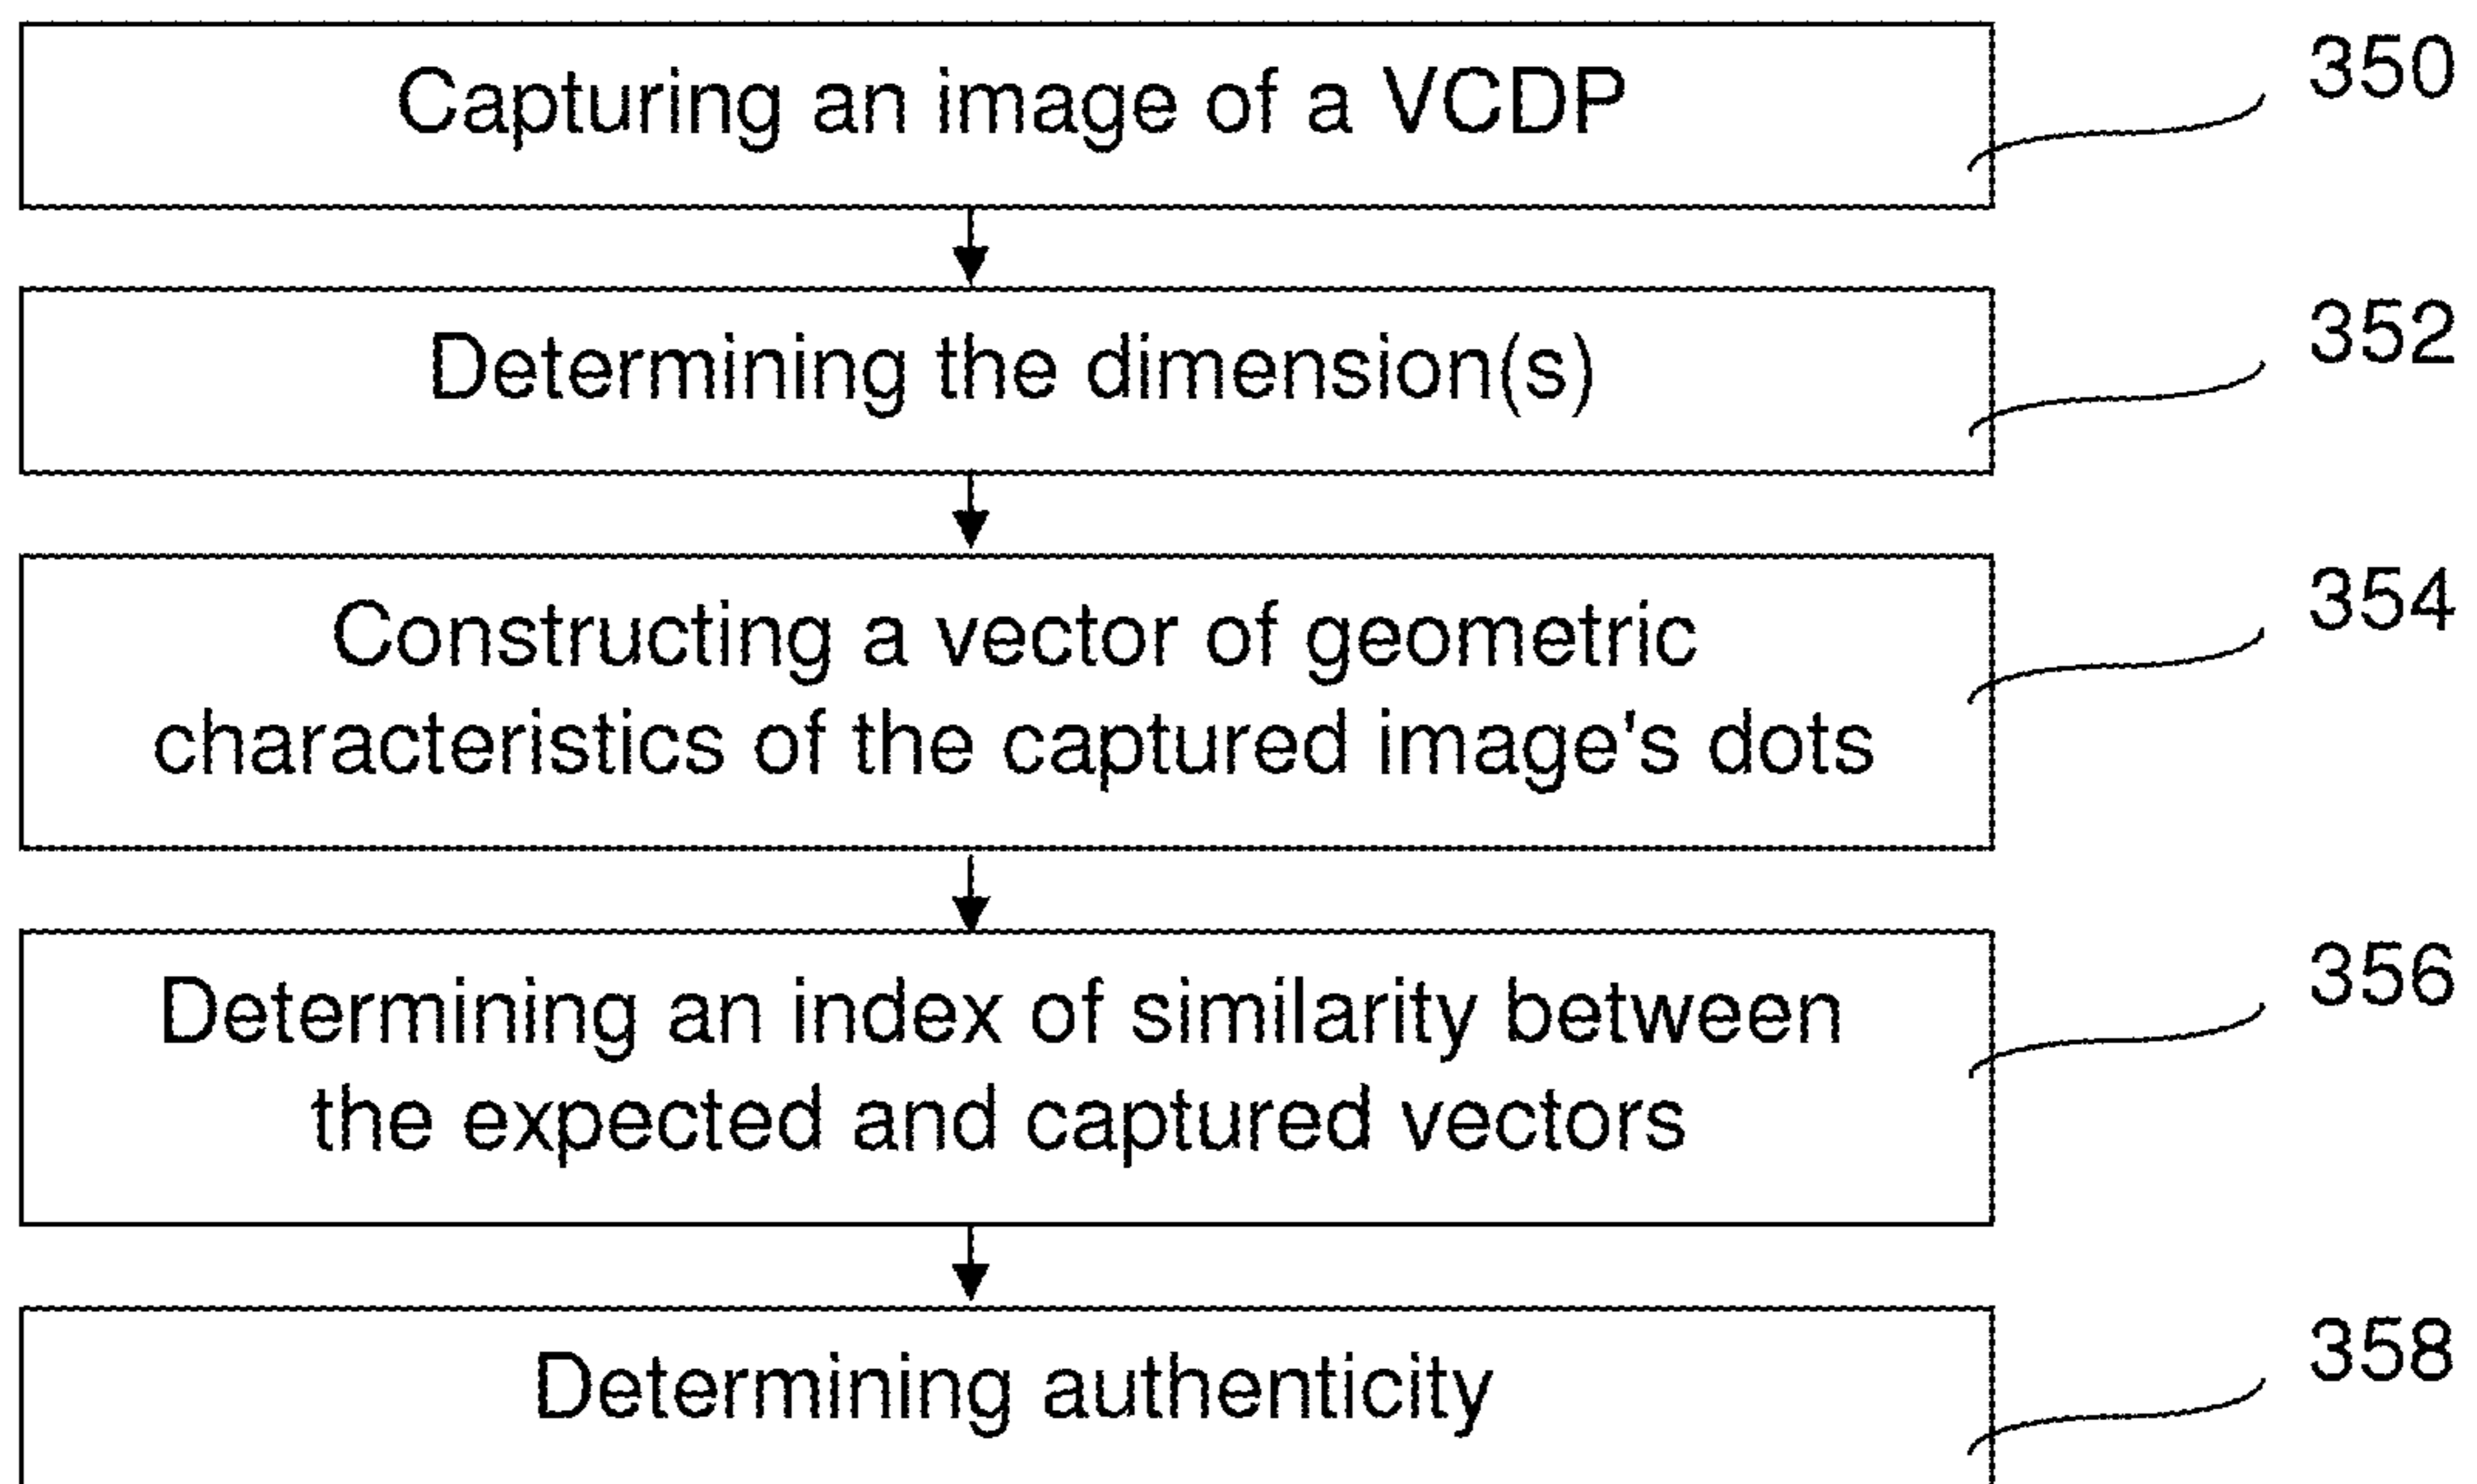 Capturing an image of a VCDP
350
Determining the dimension(s)
352
Constructing a vector of geometric
characteristics of the captured image's dots
354
Determining an index of similarity between
the expected and captured vectors
356
Determining authenticity
358